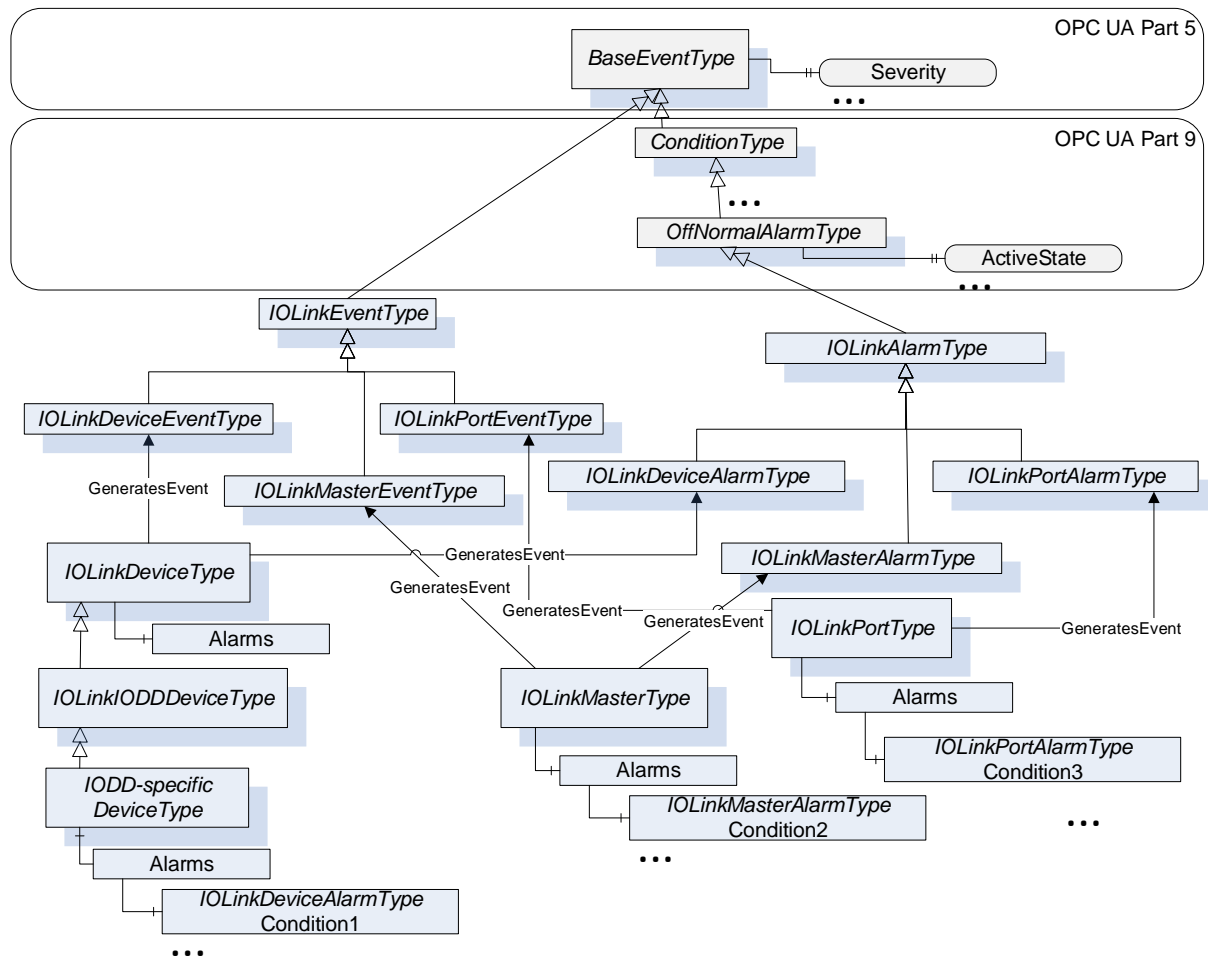 OPC UA Part 5
BaseEventType
Severity
...
OPC UA Part 9
ConditionType
...
OffNormalAlarmType
ActiveState
...
IOLinkEventType
IOLinkAlarmType
IOLinkDeviceEventType
IOLinkPortEventType
IOLinkDeviceAlarmType
IOLinkPortAlarmType
GeneratesEvent
IOLinkMasterEventType
GeneratesEvent
IOLinkMasterAlarmType
IOLinkDeviceType
GeneratesEvent
GeneratesEvent
GeneratesEvent
IOLinkPortType
GeneratesEvent
Alarms
IOLinkIODDDeviceType
IOLinkMasterType
Alarms
IOLinkPortAlarmType
Condition3
...
IODD-specific
DeviceType
Alarms
IOLinkMasterAlarmType
Condition2
...
Alarms
IOLinkDeviceAlarmType
Condition1
...